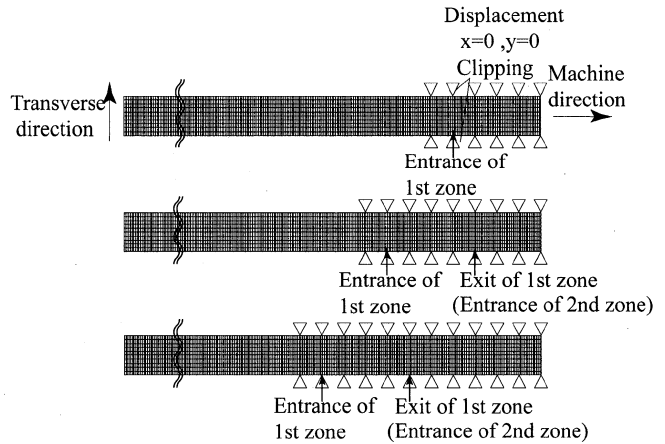 Displacement
x=0 ,y=0
Clipping
Machine
direction
Transverse
direction
Entrance of
1st zone
Entrance of
1st zone
Exit of 1st zone
(Entrance of 2nd zone)
Entrance of
1st zone
Exit of 1st zone
(Entrance of 2nd zone)